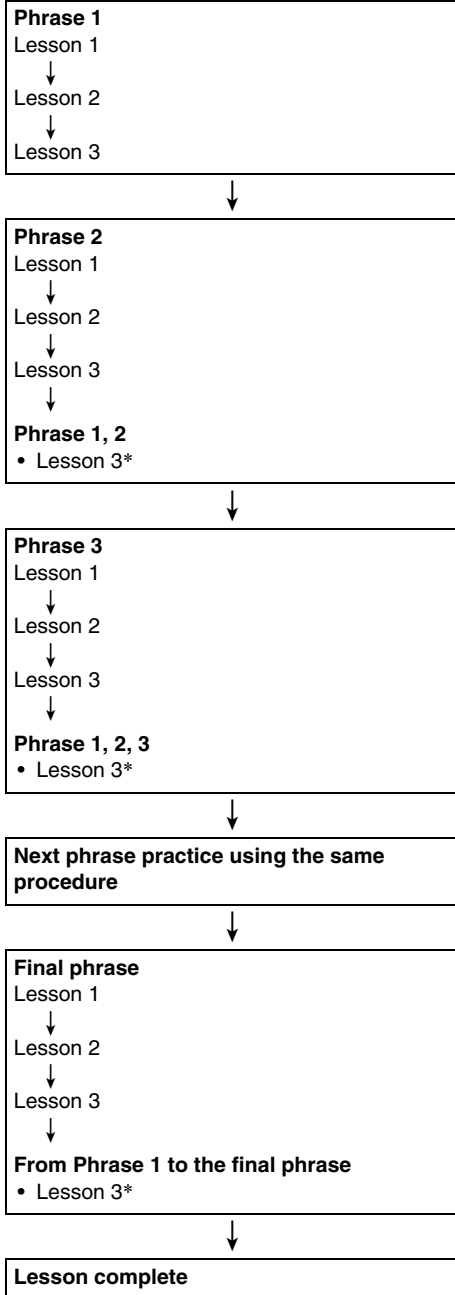 Phrase 1
Lesson 1
Lesson 2
Lesson 3
Phrase 2
Lesson 1
Lesson 2
Lesson 3
Phrase 1, 2
• Lesson 3*
Phrase 3
Lesson 1
Lesson 2
Lesson 3
Phrase 1, 2, 3
• Lesson 3*
Next phrase practice using the same
procedure
Final phrase
Lesson 1
Lesson 2
Lesson 3
From Phrase 1 to the final phrase
• Lesson 3*
Lesson complete